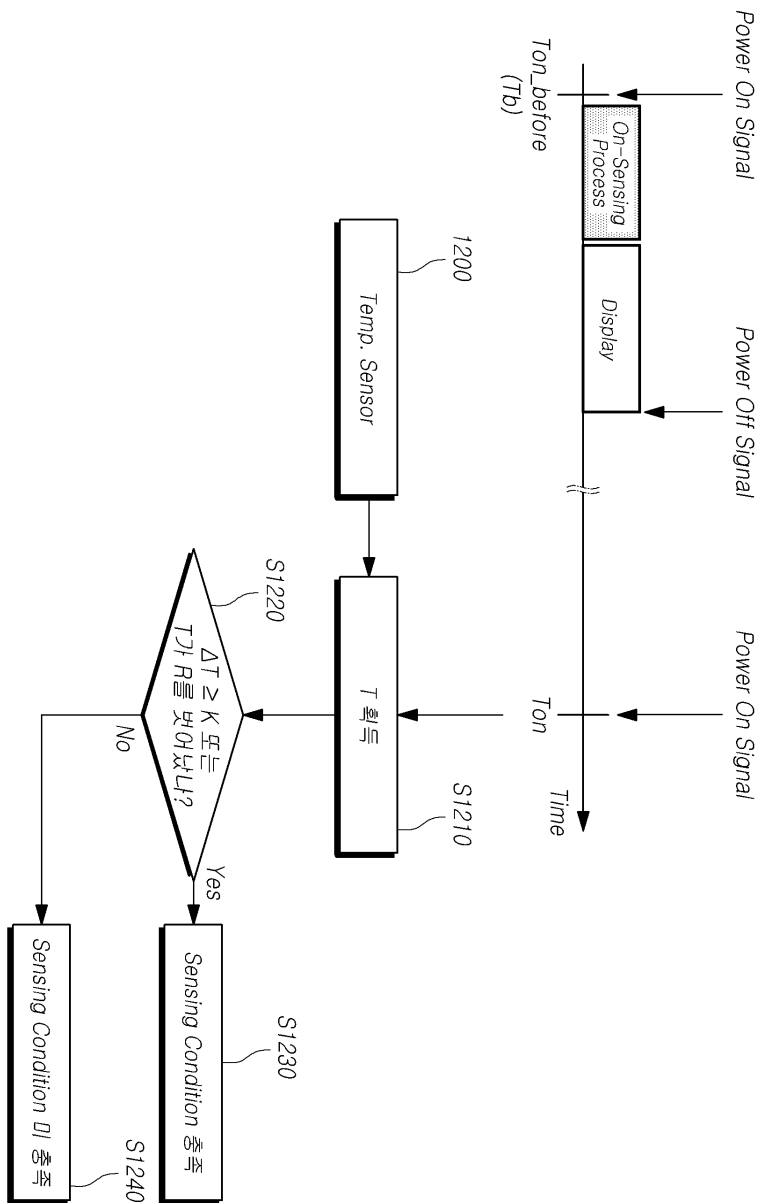 Power On Signal
Power Off Signal
Power On Signal
On-Sensing
Process
Display
Time
Ton_before
(Tb)
Ton
1200
Temp. Sensor
T 획득
S1210
S1220
ΔT ≥ K 또는
T가 R을 벗어났나?
Yes
No
S1230
Sensing Condition 충족
Sensing Condition 미 충족
S1240